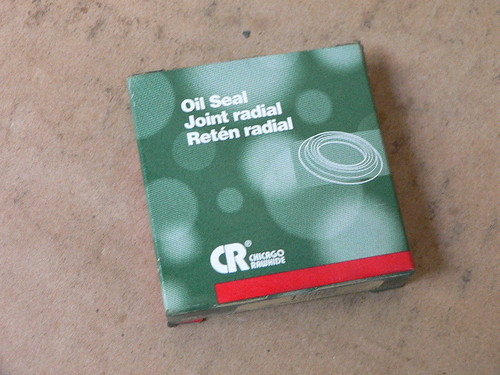 Oil Seal
Joint radial
Retén radial
CR® CHICAGO
RAWHIDE